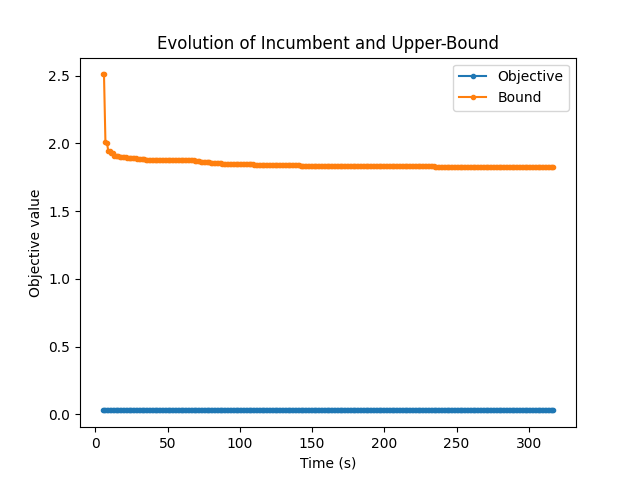 Evolution of Incumbent and Upper-Bound
Objective
Bound
Objective value
2.5
2.0
1.5
1.0
0.5
0.0
0
50
100
150
200
250
300
Time (s)